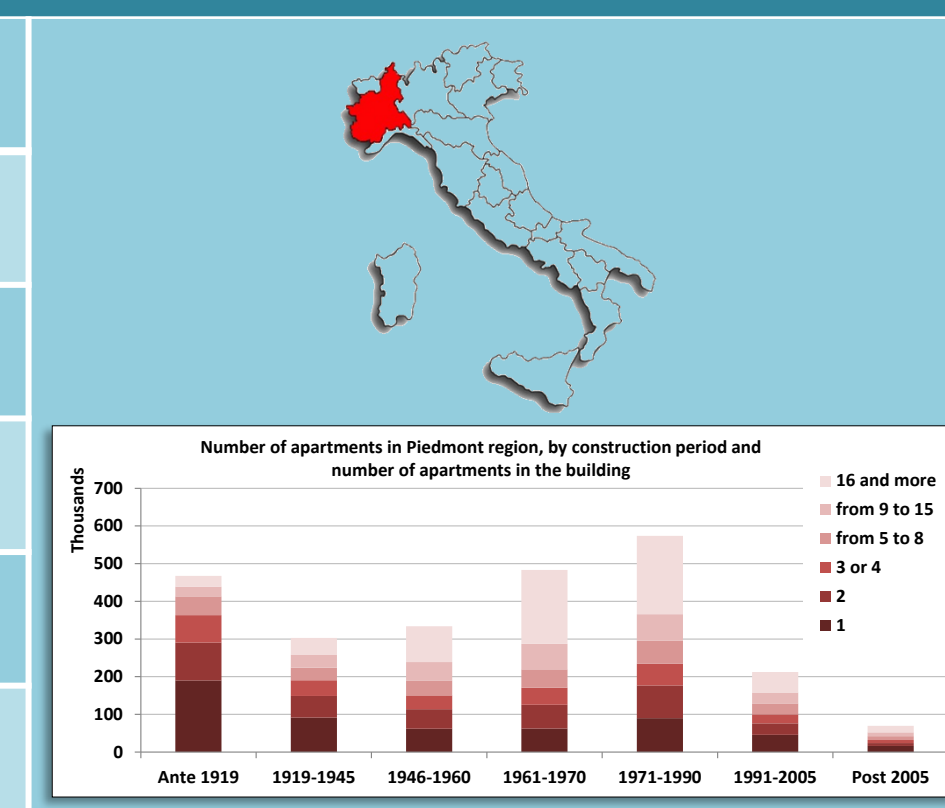 Number of apartments in Piedmont region, by construction period and
number of apartments in the building
Thousands
700
600
500
400
300
200
100
0
16 and more
from 9 to 15
from 5 to 8
3 or 4
2
1
Ante 1919 1919-1945 1946-1960 1961-1970 1971-1990 1991-2005 Post 2005